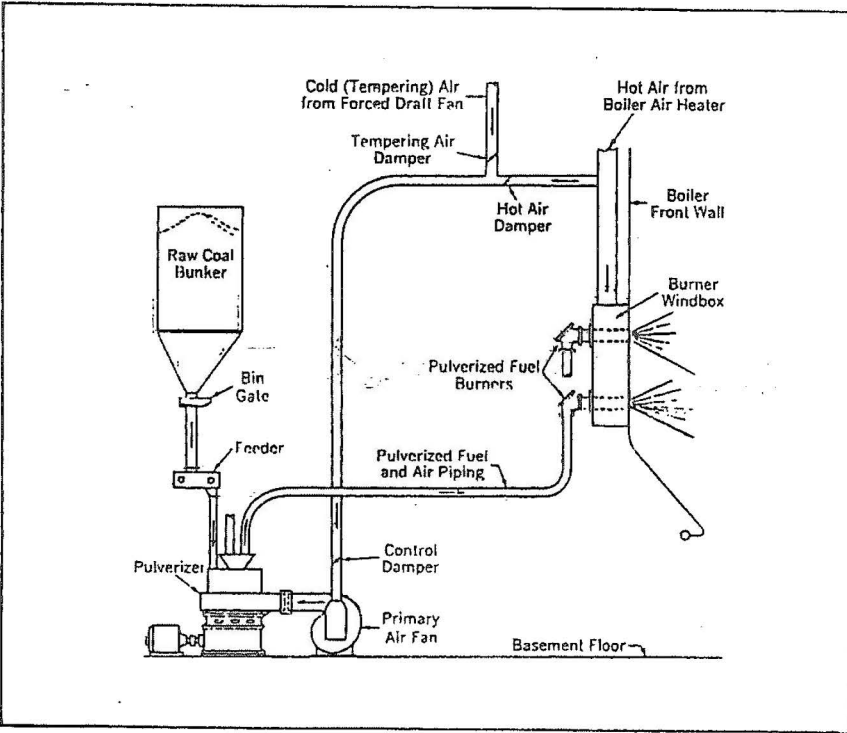 Cold (Tempering) Air
from Forced Draft Fan
Hot Air from
Boiler Air Heater
Tempering Air
Damper
Hot Air
Damper
Boiler
Front Wall
Raw Coal
Bunker
Burner
Windbox
Pulverized Fuel
Burners
Bin
Gate
Feeder
Pulverized Fuel
and Air Piping
Control
Damper
Pulverizer
Primary
Air Fan
Basement Floor